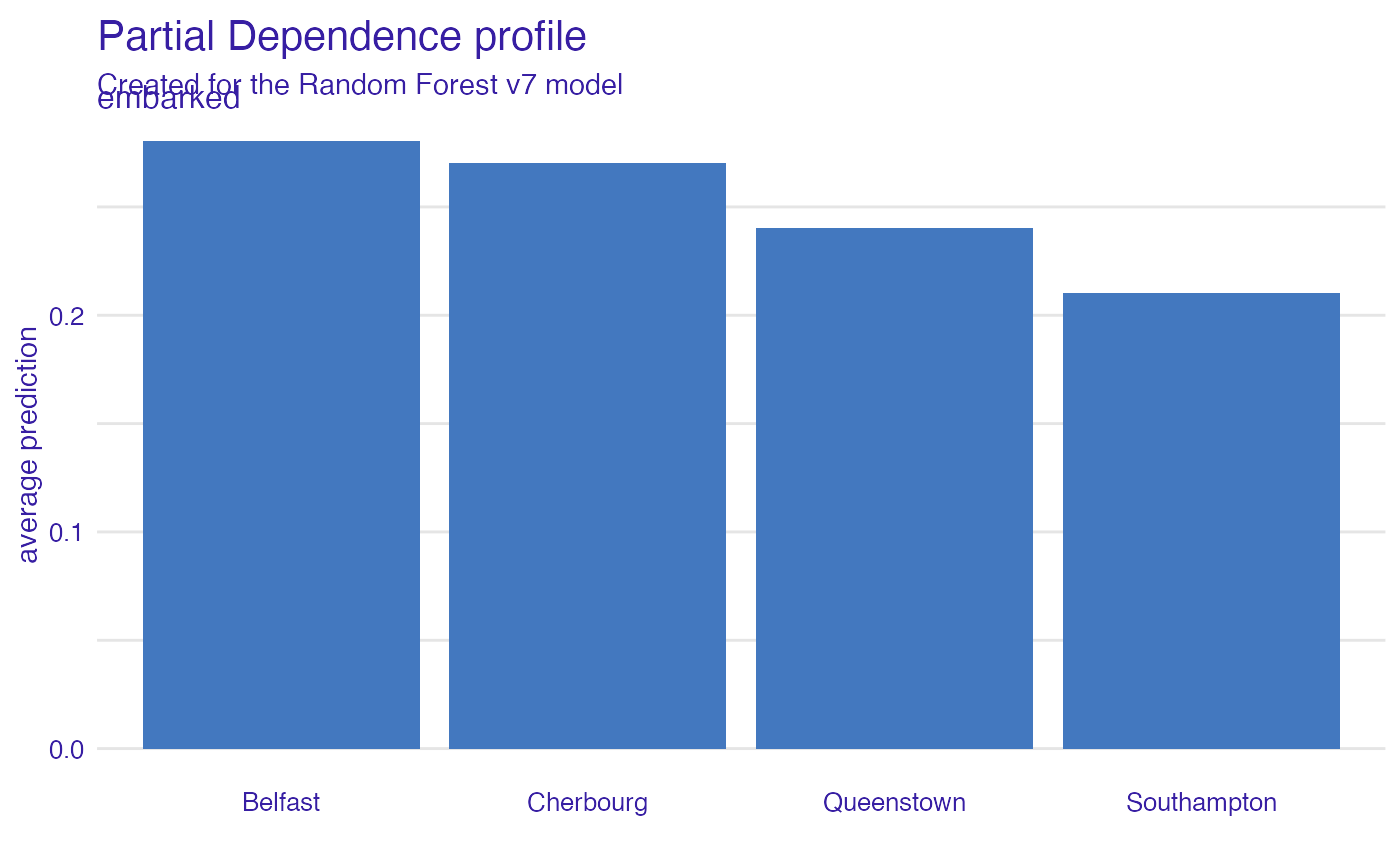 Partial Dependence profile
Created for the Random Forest v7 model
embarked
average prediction
0.2
0.1
0.0
Belfast Cherbourg Queenstown Southampton